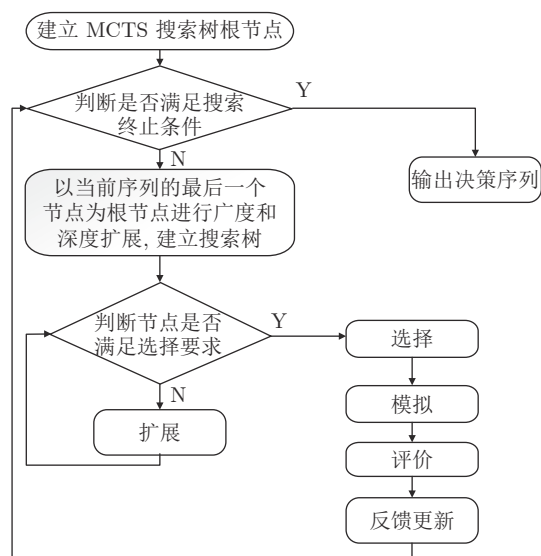 建立 MCTS 搜索树根节点
判断是否满足搜索
终止条件
Y
N
输出决策序列
以当前序列的最后一个
节点为根节点进行广度和
深度扩展, 建立搜索树
判断节点是否
满足选择要求
Y
N
扩展
选择
模拟
评价
反馈更新